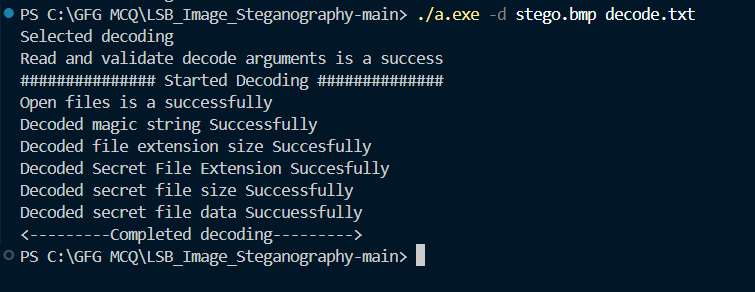 PS C:\GFG MCQ\LSB_Image_Steganography-main> ./a.exe -d stego.bmp decode.txt
Selected decoding
Read and validate decode arguments is a success
############### Started Decoding ##############
Open files is a successfully
Decoded magic string Successfully
Decoded file extension size Succesfully
Decoded Secret File Extension Succesfully
Decoded secret file size Successfully
Decoded secret file data Succuessfully
<---------Completed decoding--------->
PS C:\GFG MCQ\LSB_Image_Steganography-main>